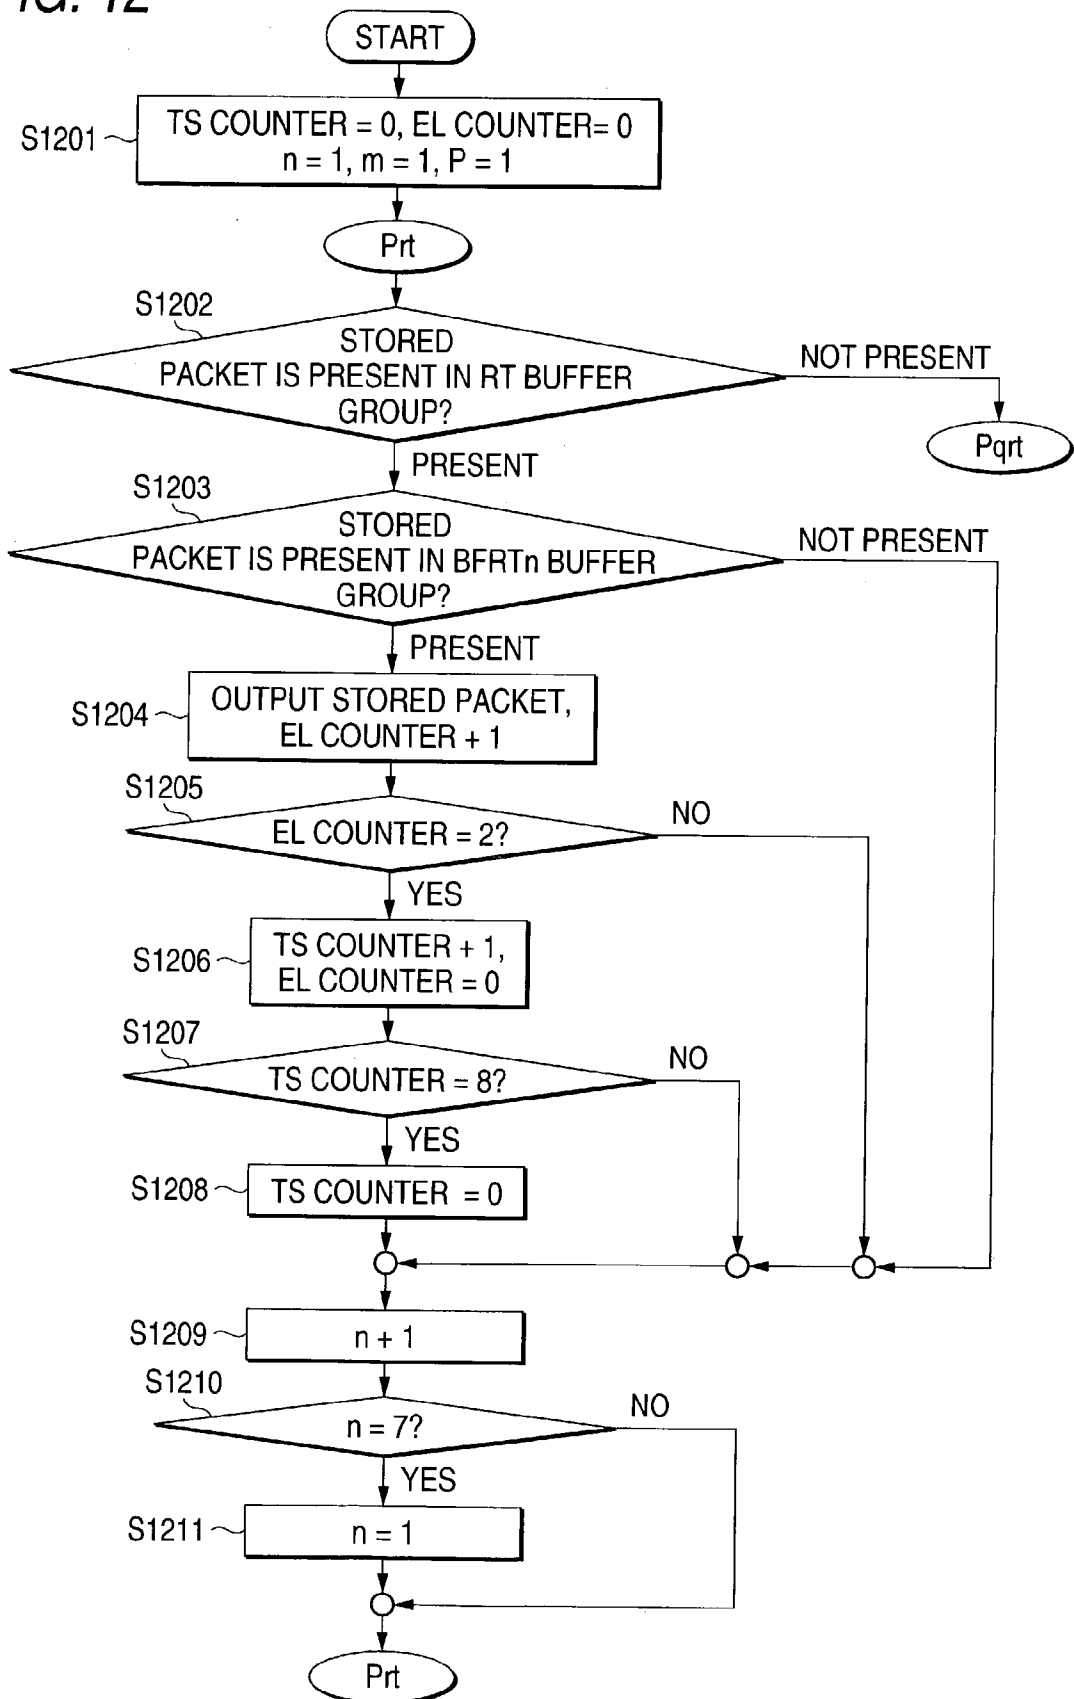 START
S1201
TS COUNTER = 0, EL COUNTER= 0
n = 1, m = 1, P = 1
Prt
S1202
STORED
PACKET IS PRESENT IN RT BUFFER
GROUP?
NOT PRESENT
Pqrt
PRESENT
S1203
STORED
PACKET IS PRESENT IN BFRTn BUFFER
GROUP?
NOT PRESENT
PRESENT
S1204
OUTPUT STORED PACKET,
EL COUNTER + 1
S1205
EL COUNTER = 2?
NO
YES
S1206
TS COUNTER + 1,
EL COUNTER = 0
S1207
TS COUNTER = 8?
NO
YES
S1208
TS COUNTER = 0
S1209
n + 1
S1210
n = 7?
NO
YES
S1211
n = 1
Prt